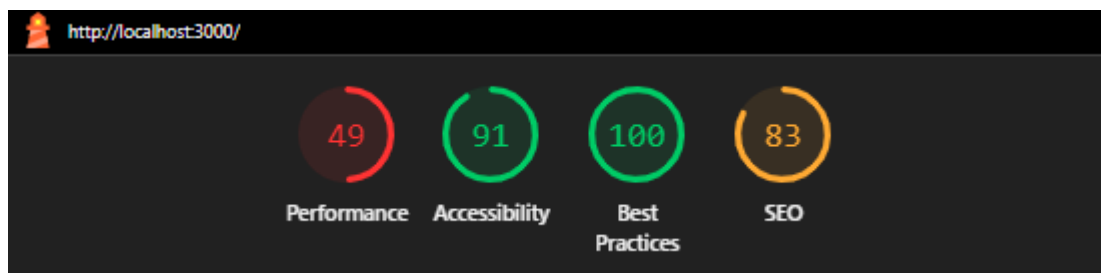 http://localhost:3000/
49
91
100
83
Performance
Accessibility
Best
Practices
SEO